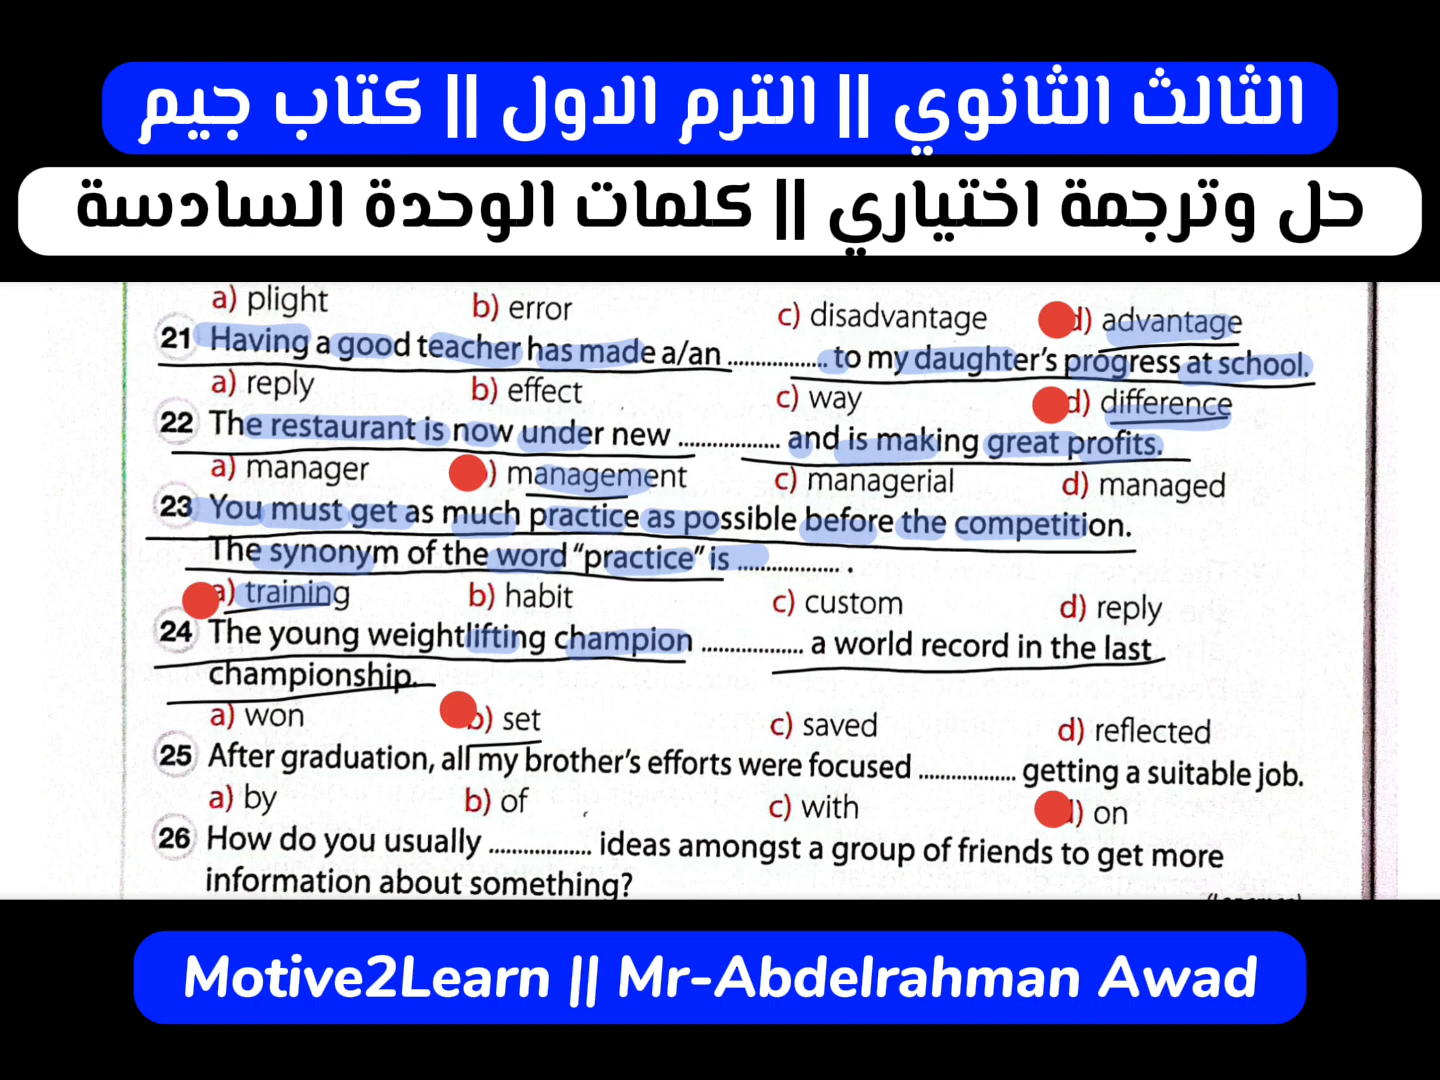 الثالث الثانوي || الترم الاول || كتاب جيم
حل وترجمة اختياري || كلمات الوحدة السادسة
a) plight b) error c) disadvantage d) advantage
21 Having a good teacher has made a/an ................ to my daughter's progress at school.
a) reply b) effect c) way d) difference
22 The restaurant is now under new ................ and is making great profits.
a) manager ) management c) managerial d) managed
23 You must get as much practice as possible before the competition.
The synonym of the word "practice" is ................ .
a) training b) habit c) custom d) reply
24 The young weightlifting champion ................ a world record in the last
championship.
a) won b) set c) saved d) reflected
25 After graduation, all my brother's efforts were focused ................ getting a suitable job.
a) by b) of c) with d) on
26 How do you usually ................ ideas amongst a group of friends to get more
information about something?
Motive2Learn || Mr-Abdelrahman Awad